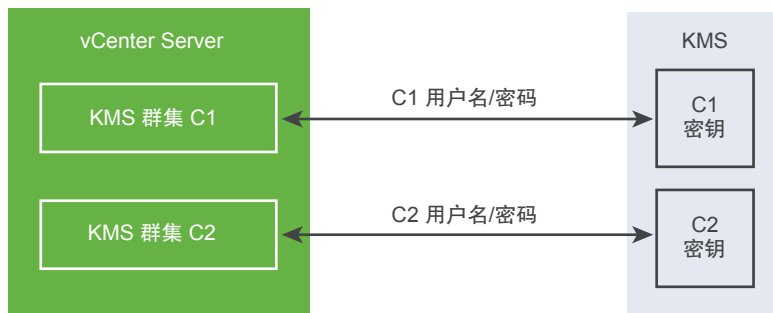 vCenter Server
KMS
KMS 群集 C1
C1 用户名/密码
C1
密钥
KMS 群集 C2
C2 用户名/密码
C2
密钥